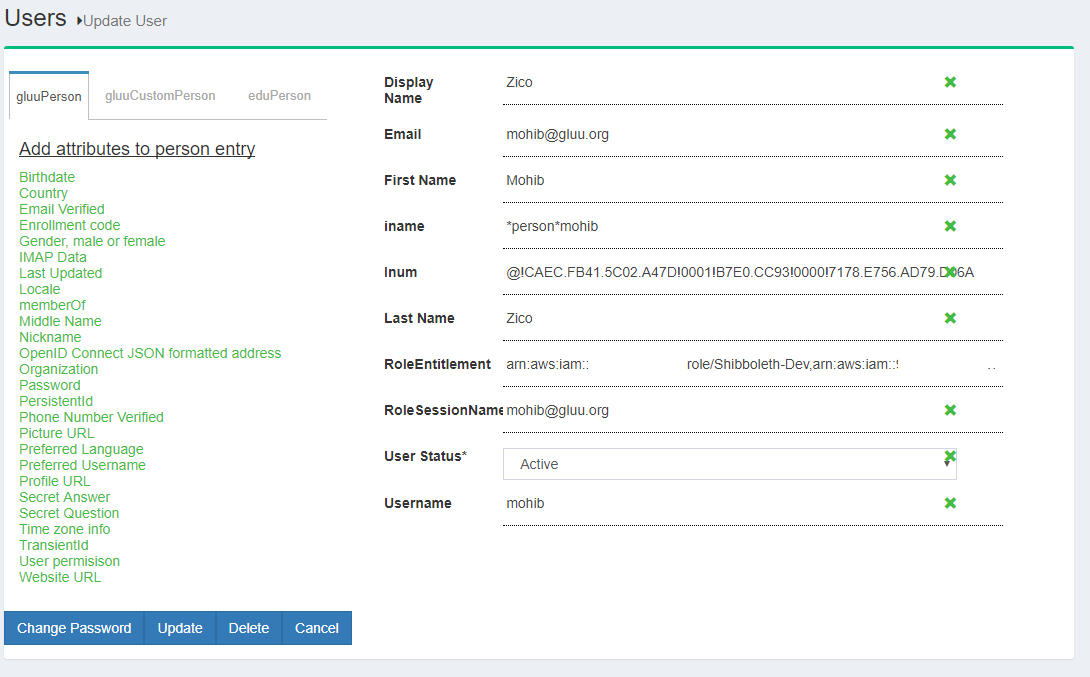 Users Update User
gluuPerson gluuCustomPerson eduPerson
Add attributes to person entry
Birthdate
Country
Email Verified
Enrollment code
Gender, male or female
IMAP Data
Last Updated
Locale
memberOf
Middle Name
Nickname
OpenID Connect JSON formatted address
Organization
Password
PersistentId
Phone Number Verified
Picture URL
Preferred Language
Preferred Username
Profile URL
Secret Answer
Secret Question
Time zone info
TransientId
User permisison
Website URL
Change Password Update Delete Cancel
Display Name Zico
Email mohib@gluu.org
First Name Mohib
iname *person*mohib
Inum @!CAEC.FB41.5C02.A47D!0001!B7E0.CC93!0000!7178.E756.AD79.
Last Name Zico
RoleEntitlement arn:aws:iam:: role/Shibboleth-Dev,arn:aws:iam::
RoleSessionName mohib@gluu.org
User Status* Active
Username mohib